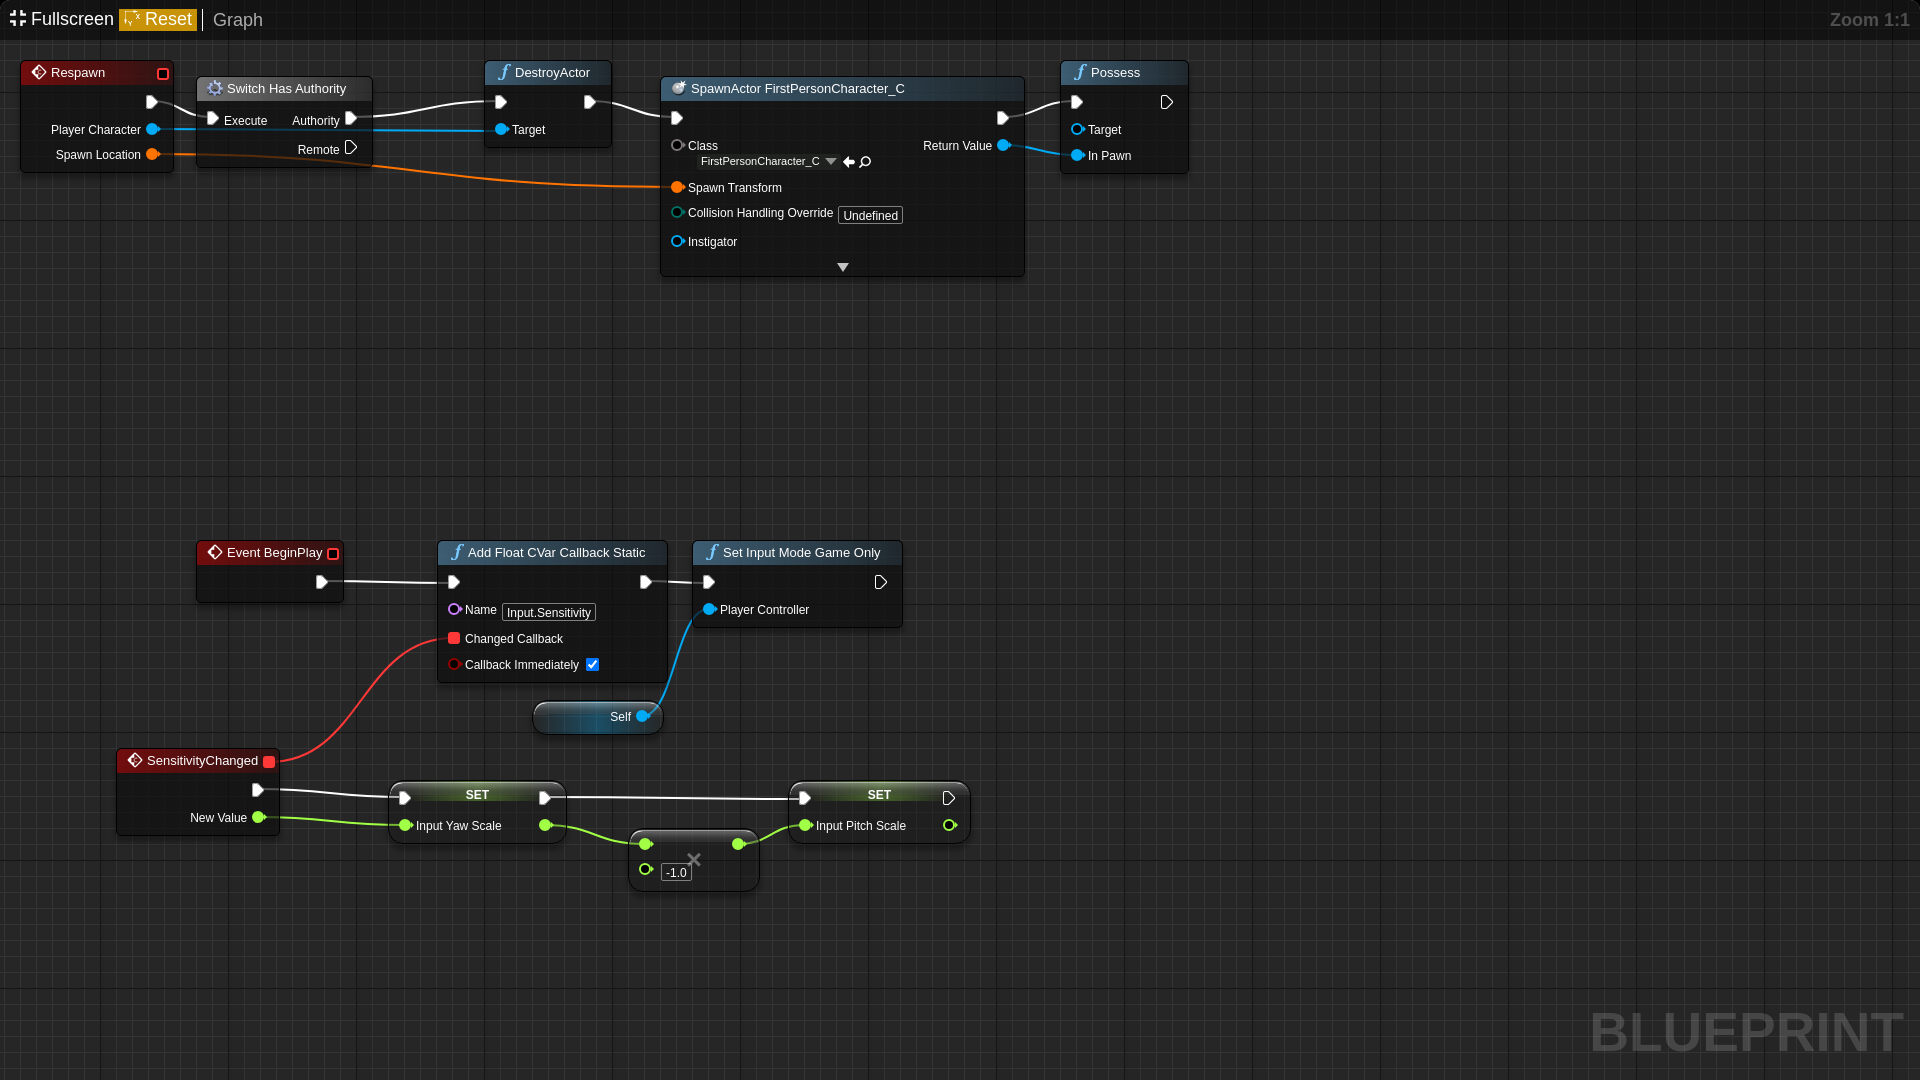 Fullscreen Reset Graph Zoom 1:1
Respawn
Player Character
Spawn Location
Switch Has Authority
Execute Authority
Remote
DestroyActor
Target
SpawnActor FirstPersonCharacter_C
Class Return Value
FirstPersonCharacter_C
Spawn Transform
Collision Handling Override Undefined
Instigator
Possess
Target
In Pawn
Event BeginPlay
Add Float CVar Callback Static
Name Input.Sensitivity
Changed Callback
Callback Immediately
Set Input Mode Game Only
Player Controller
Self
SensitivityChanged
New Value
SET
Input Yaw Scale
-1.0
SET
Input Pitch Scale
BLUEPRINT